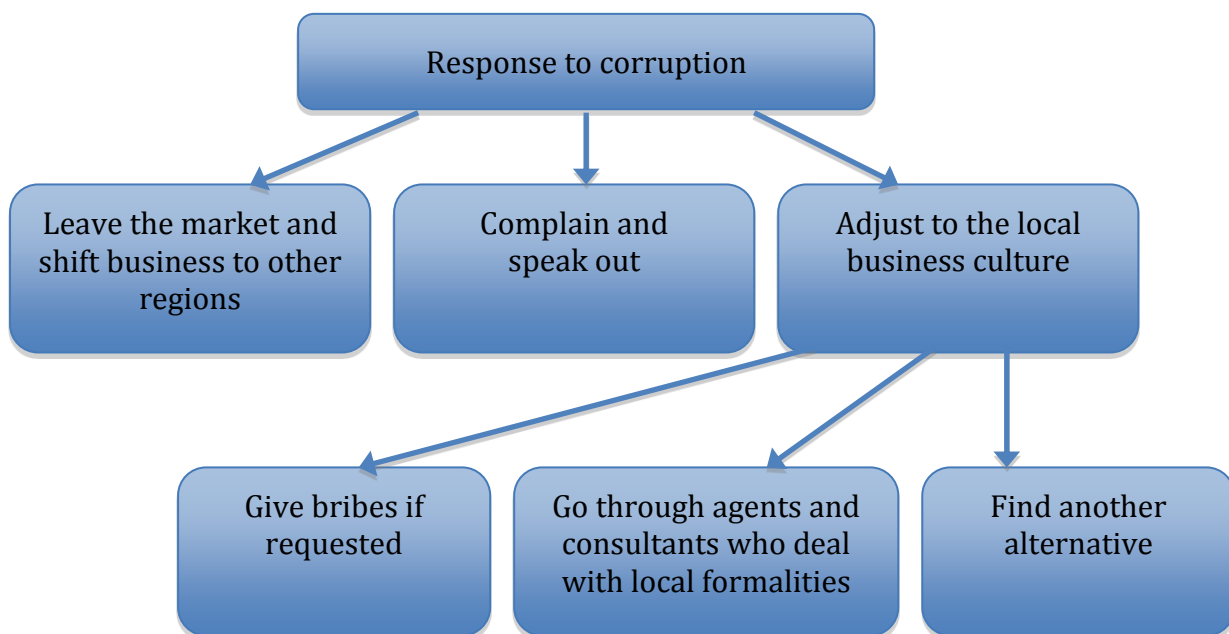 Response to corruption
Leave the market and
shift business to other
regions
Complain and
speak out
Adjust to the local
business culture
Give bribes if
requested
Go through agents and
consultants who deal
with local formalities
Find another
alternative